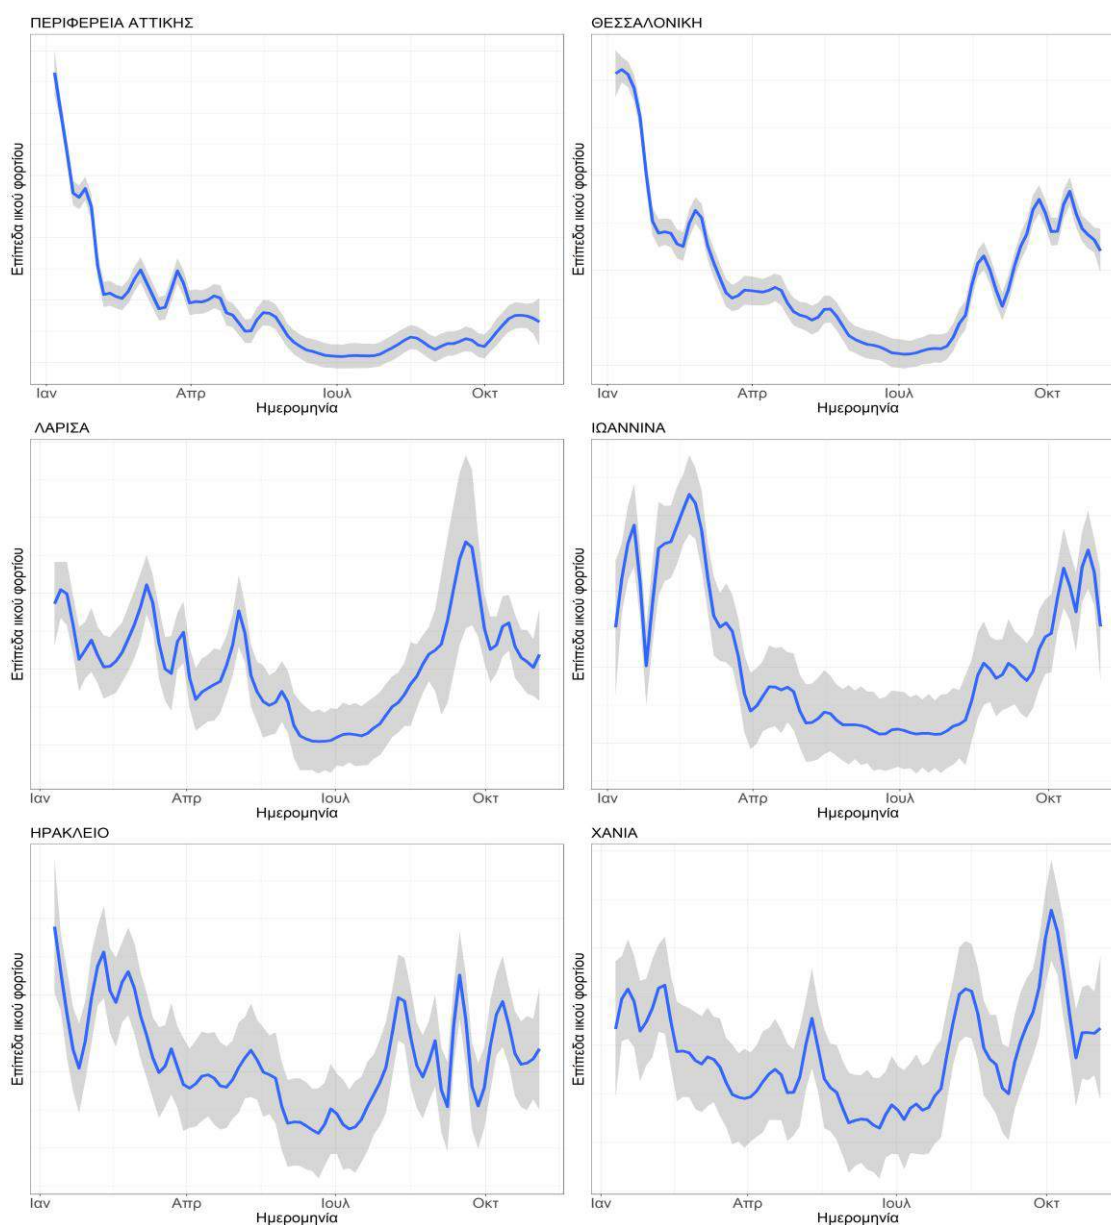 ΠΕΡΙΦΕΡΕΙΑ ΑΤΤΙΚΗΣ
Επίπεδα ιικού φορτίου
Ιαν Απρ Ιουλ Οκτ
Ημερομηνία
ΘΕΣΣΑΛΟΝΙΚΗ
Επίπεδα ιικού φορτίου
Ιαν Απρ Ιουλ Οκτ
Ημερομηνία
ΛΑΡΙΣΑ
Επίπεδα ιικού φορτίου
Ιαν Απρ Ιουλ Οκτ
Ημερομηνία
ΙΩΑΝΝΙΝΑ
Επίπεδα ιικού φορτίου
Ιαν Απρ Ιουλ Οκτ
Ημερομηνία
ΗΡΑΚΛΕΙΟ
Επίπεδα ιικού φορτίου
Ιαν Απρ Ιουλ Οκτ
Ημερομηνία
ΧΑΝΙΑ
Επίπεδα ιικού φορτίου
Ιαν Απρ Ιουλ Οκτ
Ημερομηνία